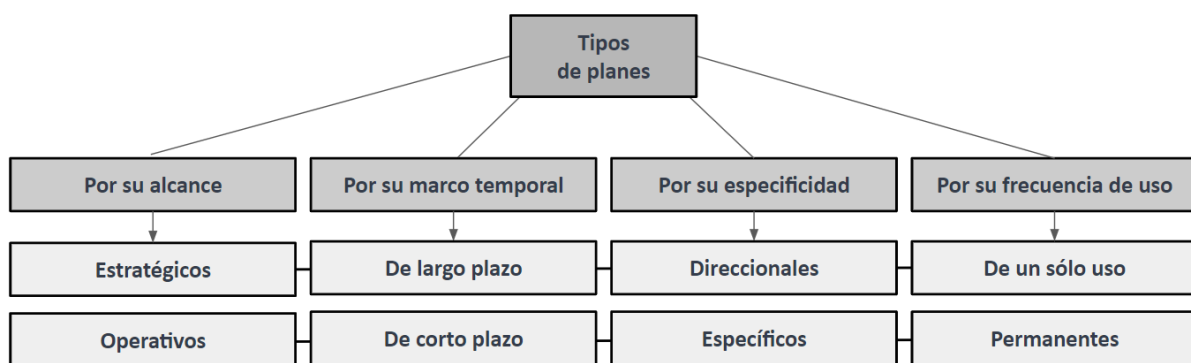 Tipos
de planes
Por su alcance
Por su marco temporal
Por su especificidad
Por su frecuencia de uso
Estratégicos
De largo plazo
Direccionales
De un sólo uso
Operativos
De corto plazo
Específicos
Permanentes